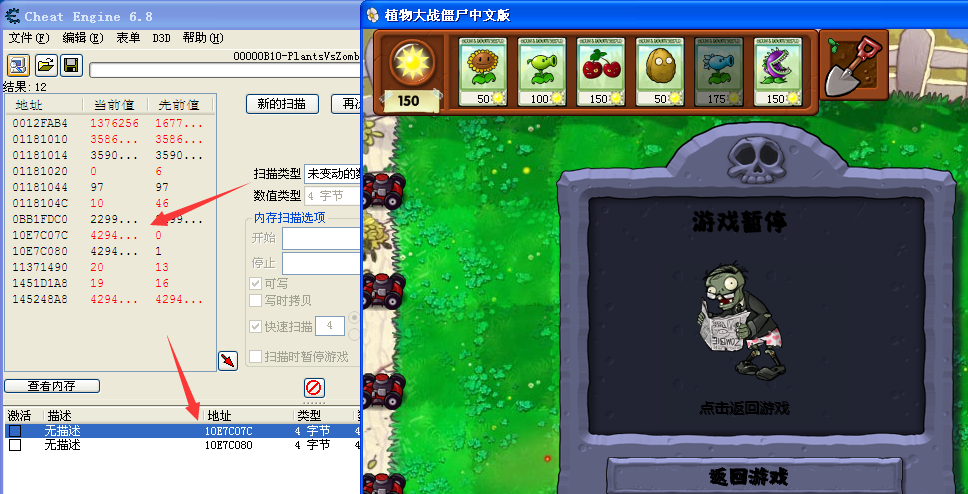 Cheat Engine 6.8
文件(F) 编辑(E) 表单 D3D 帮助(H)
00000B10-PlantsVsZomb
结果: 12
地址 当前值 先前值
0012FAB4 1376256 1677...
01181010 3586... 3586...
01181014 3590... 3590...
01181020 0 6
01181044 97 97
0118104C 10 46
0BB1FDC0 2299...
10E7C07C 4294... 0
10E7C080 4294... 1
11371490 20 13
1451D1A8 19 16
145248A8 4294... 4294...
新的扫描
扫描类型 未变动的
数值类型 4 字节
内存扫描选项
开始
停止
可写
写时拷贝
快速扫描 4
扫描时暂停游戏
查看内存
激活 描述 地址 类型
无描述 10E7C07C 4 字节
无描述 10E7C080 4 字节
植物大战僵尸中文版
150
50 100 150 50 175 150
游戏暂停
ZOMBIE
点击返回游戏
返回游戏